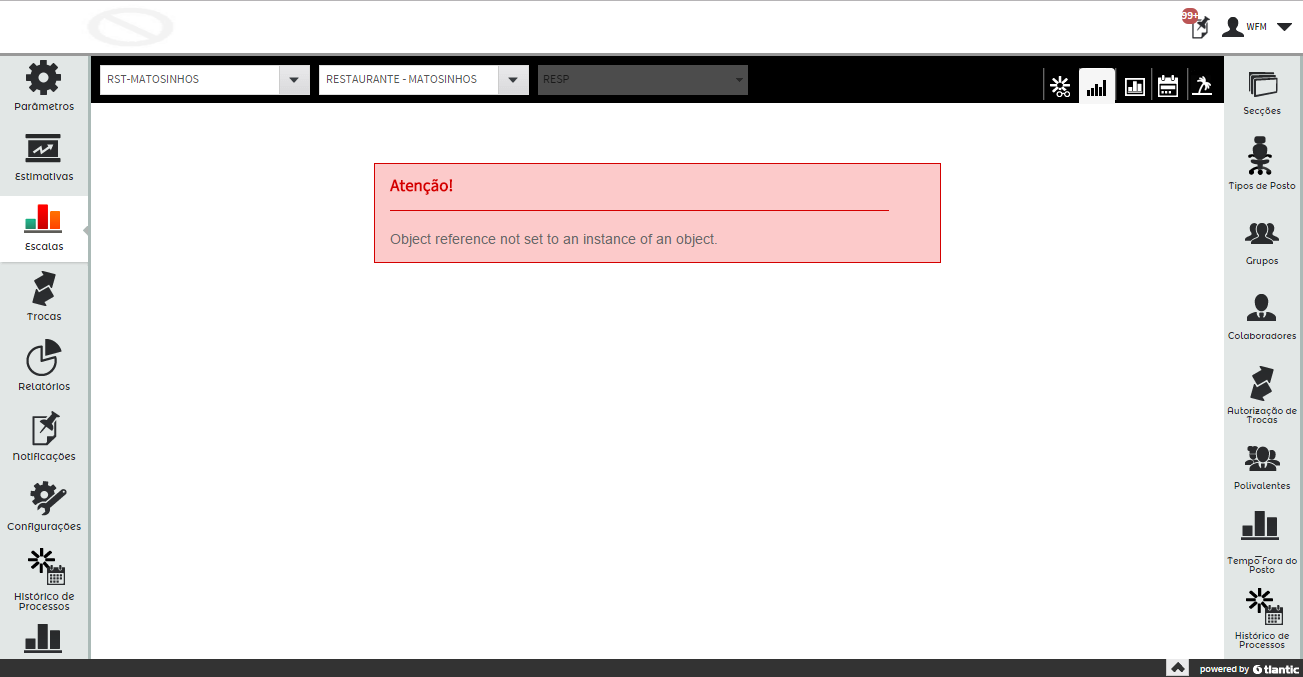 99+
WFM
RST-MATOSINHOS
RESTAURANTE - MATOSINHOS
RESP
Parâmetros
Estimativas
Escalas
Trocas
Relatórios
Notificações
Configurações
Histórico de
Processos
Atenção!
Object reference not set to an instance of an object.
Secções
Tipos de Posto
Grupos
Colaboradores
Autorização de
Trocas
Polivalentes
Tempo Fora do
Posto
Histórico de
Processos
powered by Glantic